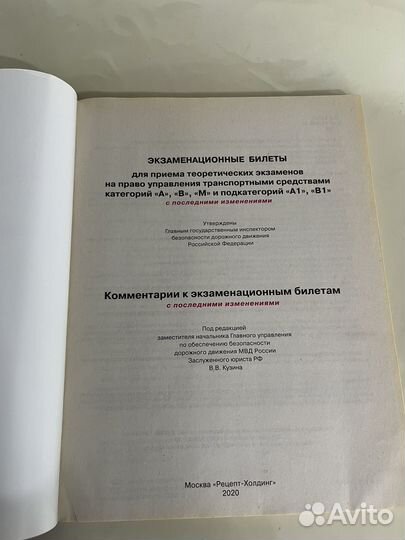 ЭКЗАМЕНАЦИОННЫЕ БИЛЕТЫ
для приема теоретических экзаменов
на право управления транспортными средствами
категорий «А», «В», «М» и подкатегорий «А1», «В1»
с последними изменениями
Утверждены
Главным государственным инспектором
безопасности дорожного движения
Российской Федерации
Комментарии к экзаменационным билетам
с последними изменениями
Под редакцией
заместителя начальника Главного управления
по обеспечению безопасности
дорожного движения МВД России
Заслуженного юриста РФ
В.В. Кузина
Москва «Рецепт-Холдинг»
2020
Avito